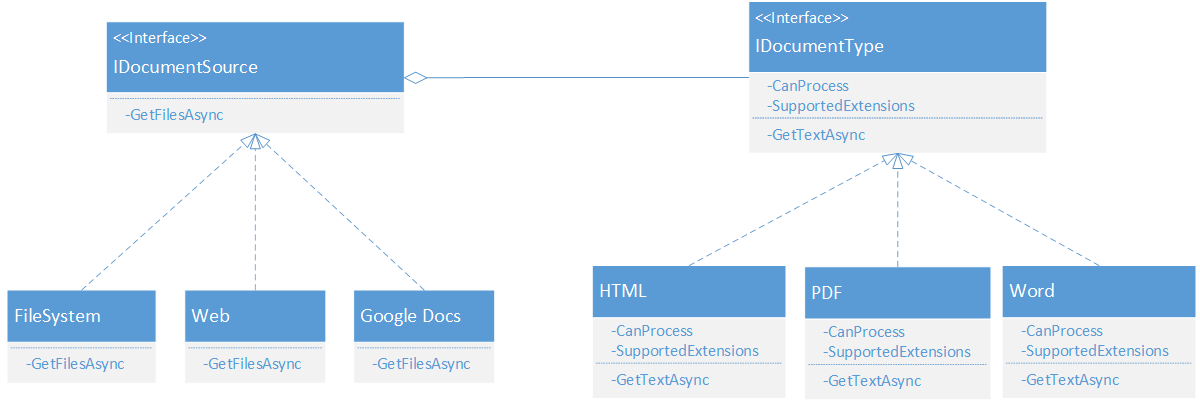 <<Interface>>
IDocumentSource
-GetFilesAsync
<<Interface>>
IDocumentType
-CanProcess
-SupportedExtensions
-GetTextAsync
FileSystem
-GetFilesAsync
Web
-GetFilesAsync
Google Docs
-GetFilesAsync
HTML
-CanProcess
-SupportedExtensions
-GetTextAsync
PDF
-CanProcess
-SupportedExtensions
-GetTextAsync
Word
-CanProcess
-SupportedExtensions
-GetTextAsync